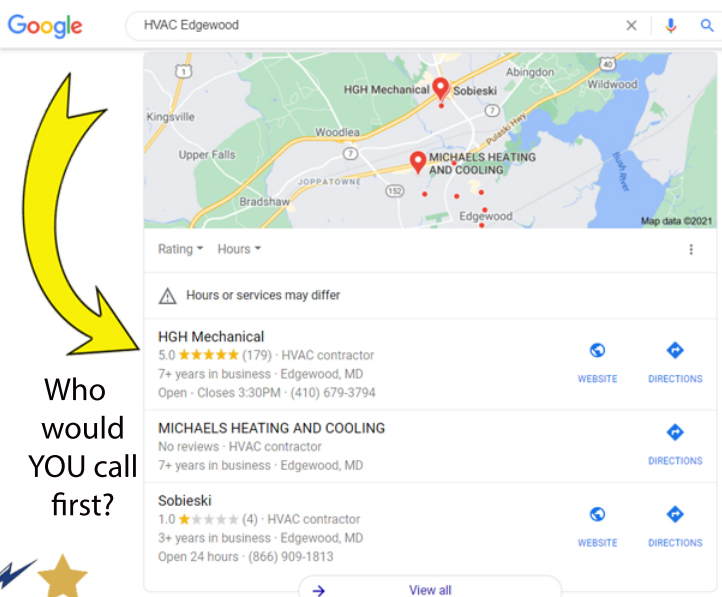 Google
HVAC Edgewood
1
40
Abingdon
HGH Mechanical
Sobieski
Wildwood
Kingsville
7
Pulaski Hwy
Woodlea
Upper Falls
7
MICHAELS HEATING
AND COOLING
Bush River
JOPPATOWNE
152
Bradshaw
Edgewood
Map data ©2021
Rating Hours
Hours or services may differ
HGH Mechanical
5.0 ★★★★★ (179) · HVAC contractor
7+ years in business · Edgewood, MD
Open · Closes 3:30PM · (410) 679-3794
WEBSITE DIRECTIONS
Who
would
YOU call
first?
MICHAELS HEATING AND COOLING
No reviews · HVAC contractor
7+ years in business · Edgewood, MD
DIRECTIONS
Sobieski
1.0 ★★★★★ (4) · HVAC contractor
3+ years in business · Edgewood, MD
Open 24 hours · (866) 909-1813
WEBSITE DIRECTIONS
View all